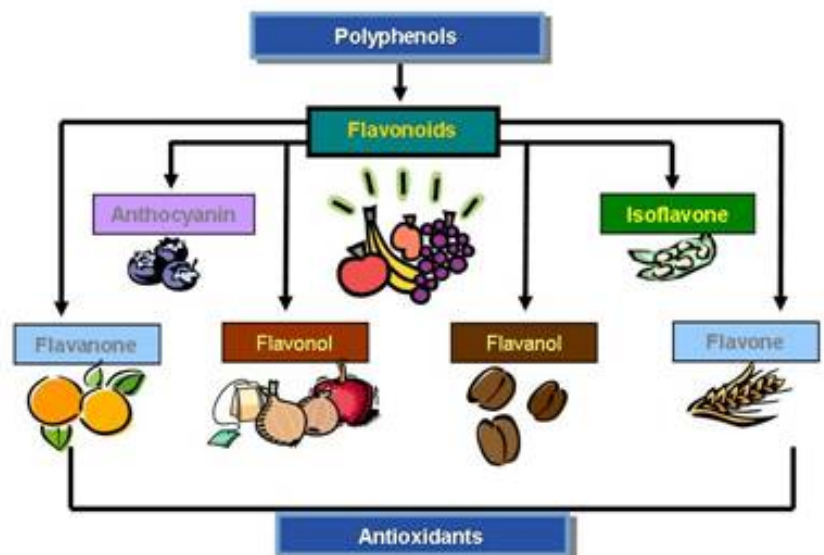 Polyphenols
Flavonoids
Anthocyanin
Isoflavone
Flavanone
Flavonol
Flavanol
Flavone
Antioxidants